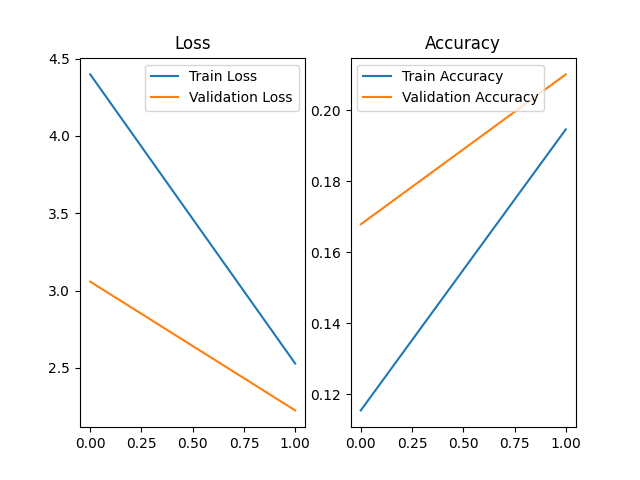 Loss
Train Loss
Validation Loss
4.5
4.0
3.5
3.0
2.5
0.00 0.25 0.50 0.75 1.00
Accuracy
Train Accuracy
Validation Accuracy
0.20
0.18
0.16
0.14
0.12
0.00 0.25 0.50 0.75 1.00